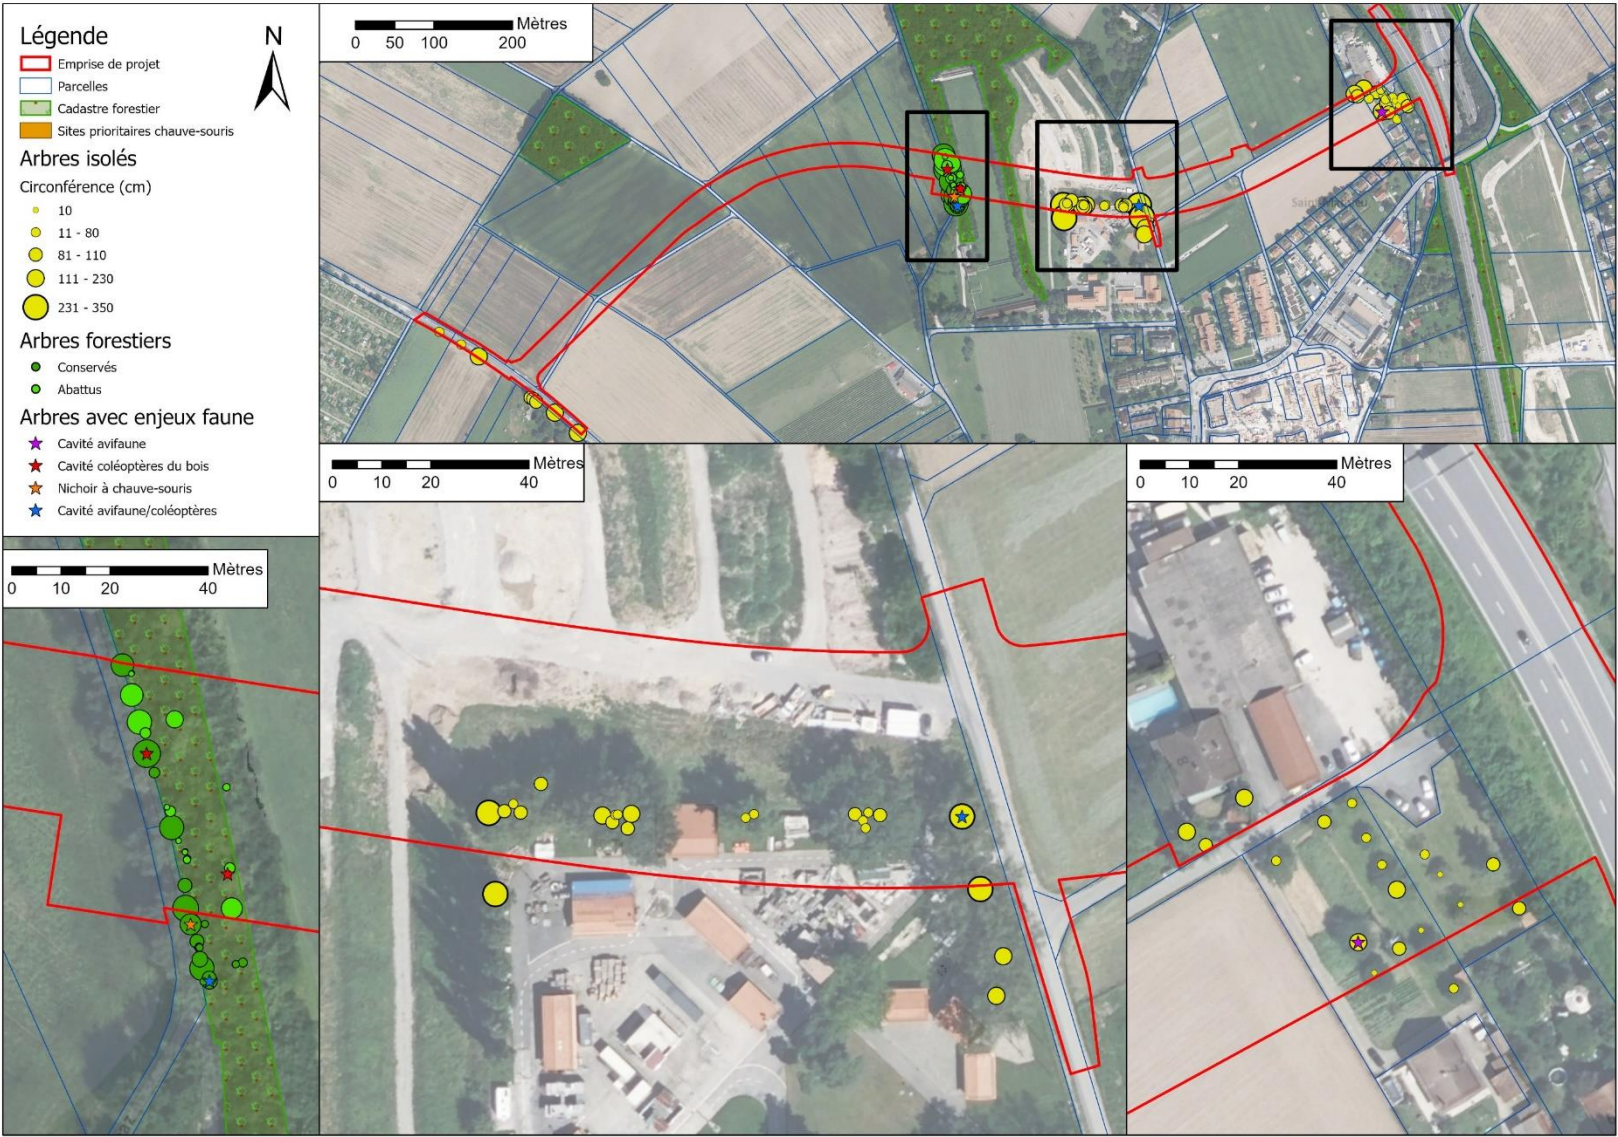 Légende
N
Emprise de projet
Parcelles
Cadastre forestier
Sites prioritaires chauve-souris
Arbres isolés
Circonférence (cm)
10
11 - 80
81 - 110
111 - 230
231 - 350
Arbres forestiers
Conservés
Abattus
Arbres avec enjeux faune
Cavité avifaune
Cavité coléoptères du bois
Nichoir à chauve-souris
Cavité avifaune/coléoptères
Mètres
0 50 100 200
Mètres
0 10 20 40
Mètres
0 10 20 40
Mètres
0 10 20 40